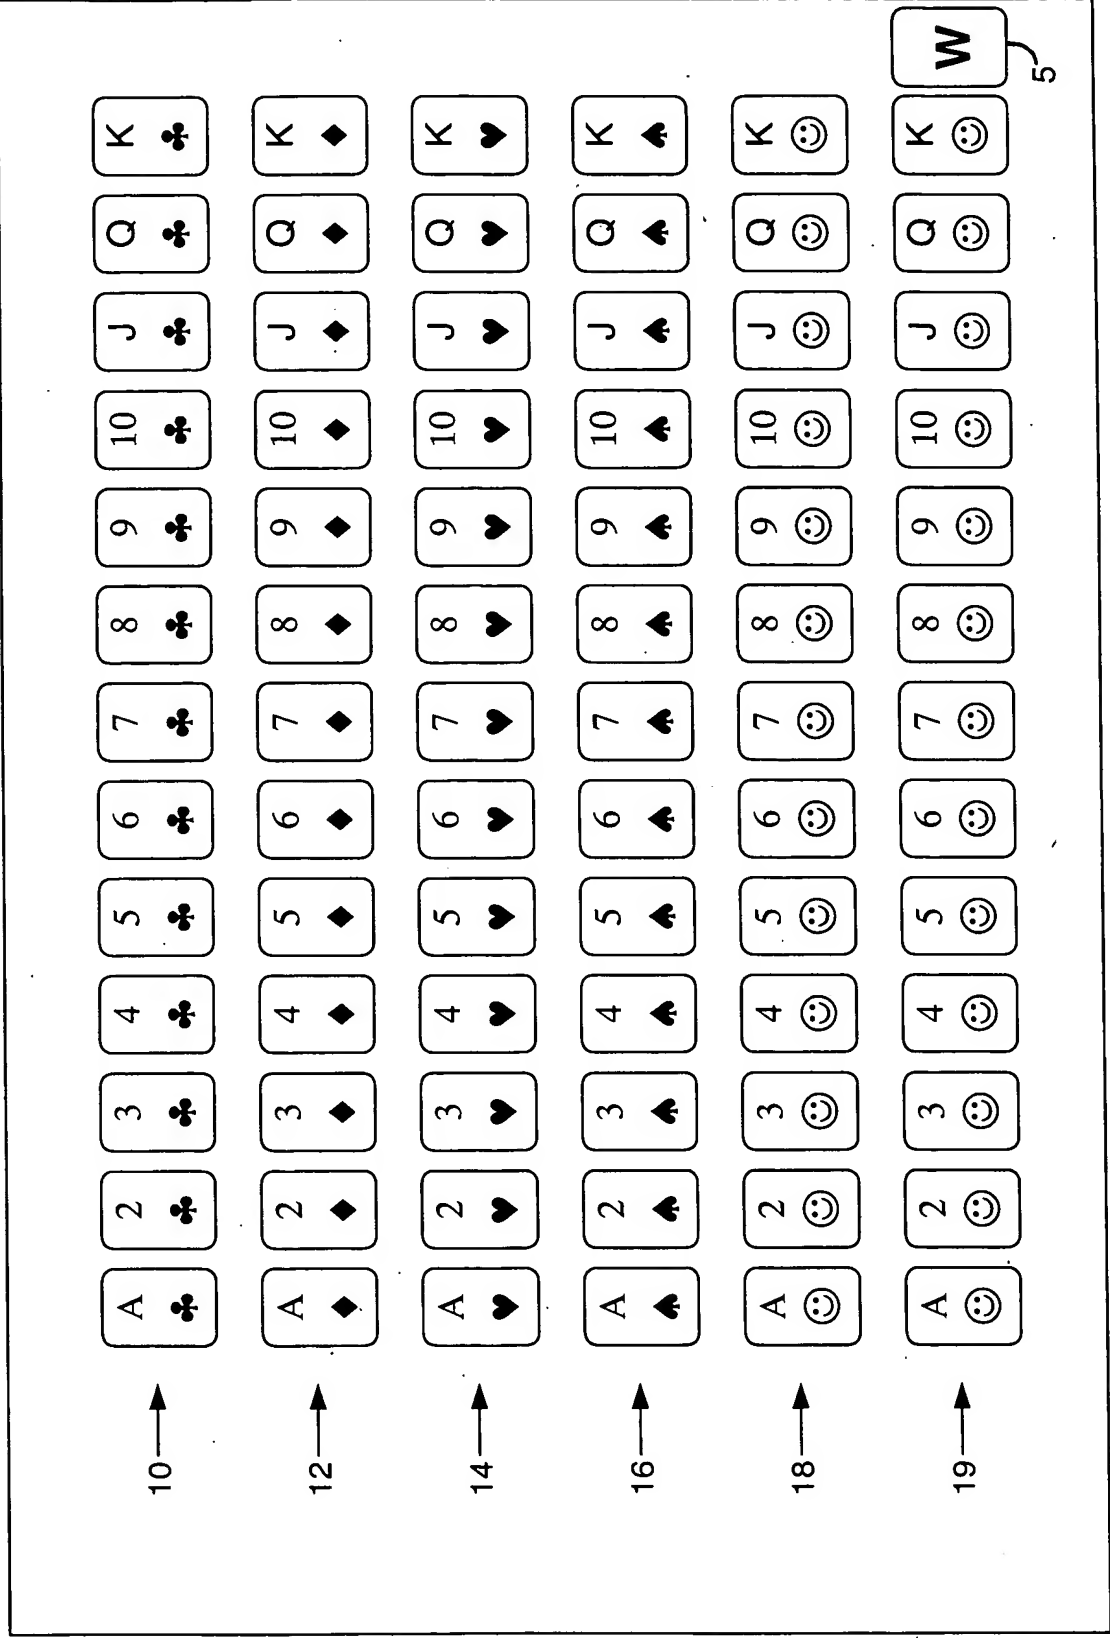 10 A♣ 2♣ 3♣ 4♣ 5♣ 6♣ 7♣ 8♣ 9♣ 10♣ J♣ Q♣ K♣
12 A♦ 2♦ 3♦ 4♦ 5♦ 6♦ 7♦ 8♦ 9♦ 10♦ J♦ Q♦ K♦
14 A♥ 2♥ 3♥ 4♥ 5♥ 6♥ 7♥ 8♥ 9♥ 10♥ J♥ Q♥ K♥
16 A♠ 2♠ 3♠ 4♠ 5♠ 6♠ 7♠ 8♠ 9♠ 10♠ J♠ Q♠ K♠
18 A☺ 2☺ 3☺ 4☺ 5☺ 6☺ 7☺ 8☺ 9☺ 10☺ J☺ Q☺ K☺
19 A☺ 2☺ 3☺ 4☺ 5☺ 6☺ 7☺ 8☺ 9☺ 10☺ J☺ Q☺ K☺ W
5